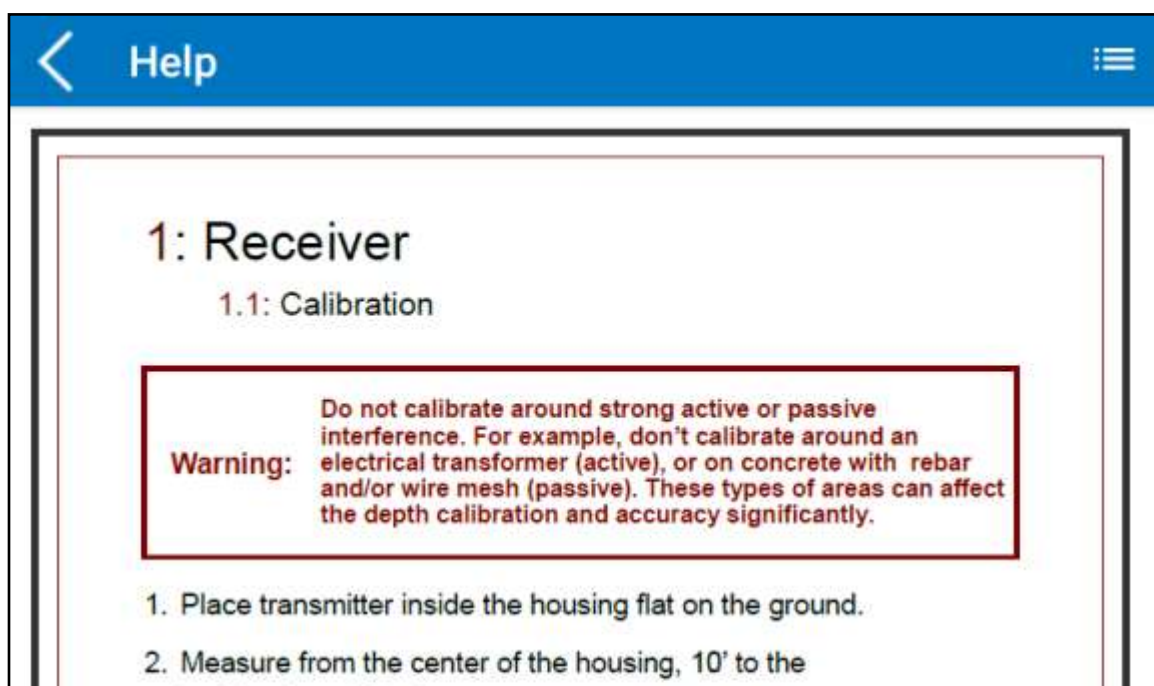 Help
1: Receiver
1.1: Calibration
Do not calibrate around strong active or passive
interference. For example, don't calibrate around an
Warning: electrical transformer (active), or on concrete with rebar
and/or wire mesh (passive). These types of areas can affect
the depth calibration and accuracy significantly.
1. Place transmitter inside the housing flat on the ground.
2. Measure from the center of the housing, 10' to the